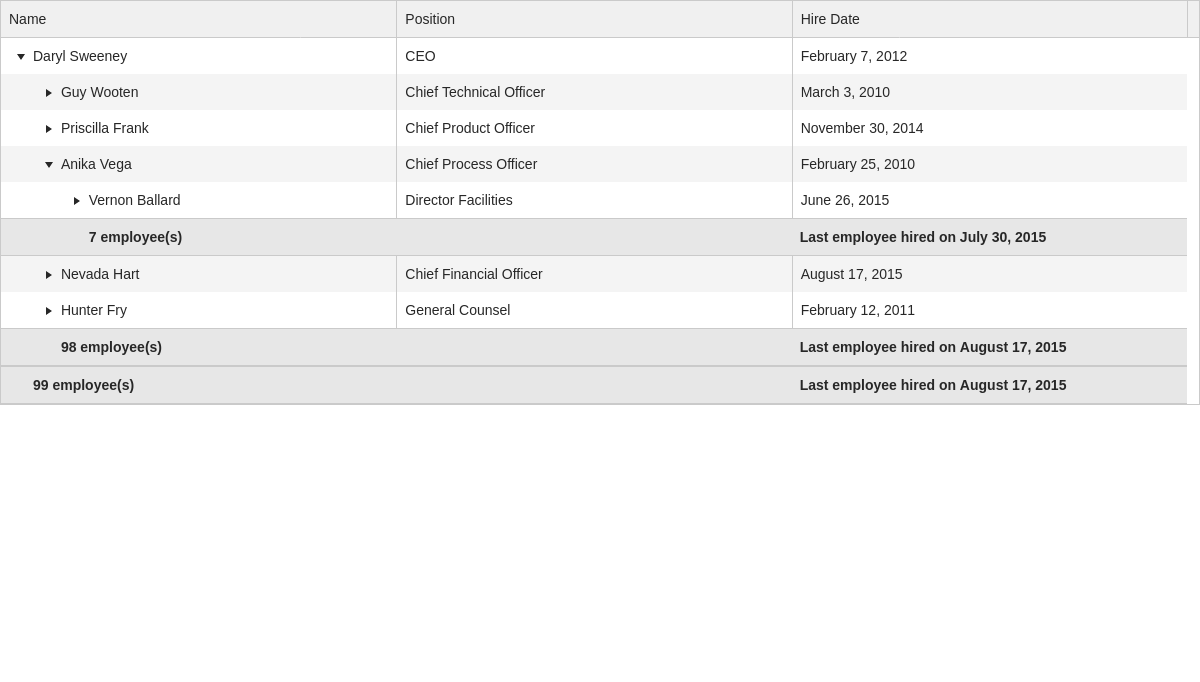 Name Position Hire Date
Daryl Sweeney CEO February 7, 2012
Guy Wooten Chief Technical Officer March 3, 2010
Priscilla Frank Chief Product Officer November 30, 2014
Anika Vega Chief Process Officer February 25, 2010
Vernon Ballard Director Facilities June 26, 2015
7 employee(s) Last employee hired on July 30, 2015
Nevada Hart Chief Financial Officer August 17, 2015
Hunter Fry General Counsel February 12, 2011
98 employee(s) Last employee hired on August 17, 2015
99 employee(s) Last employee hired on August 17, 2015